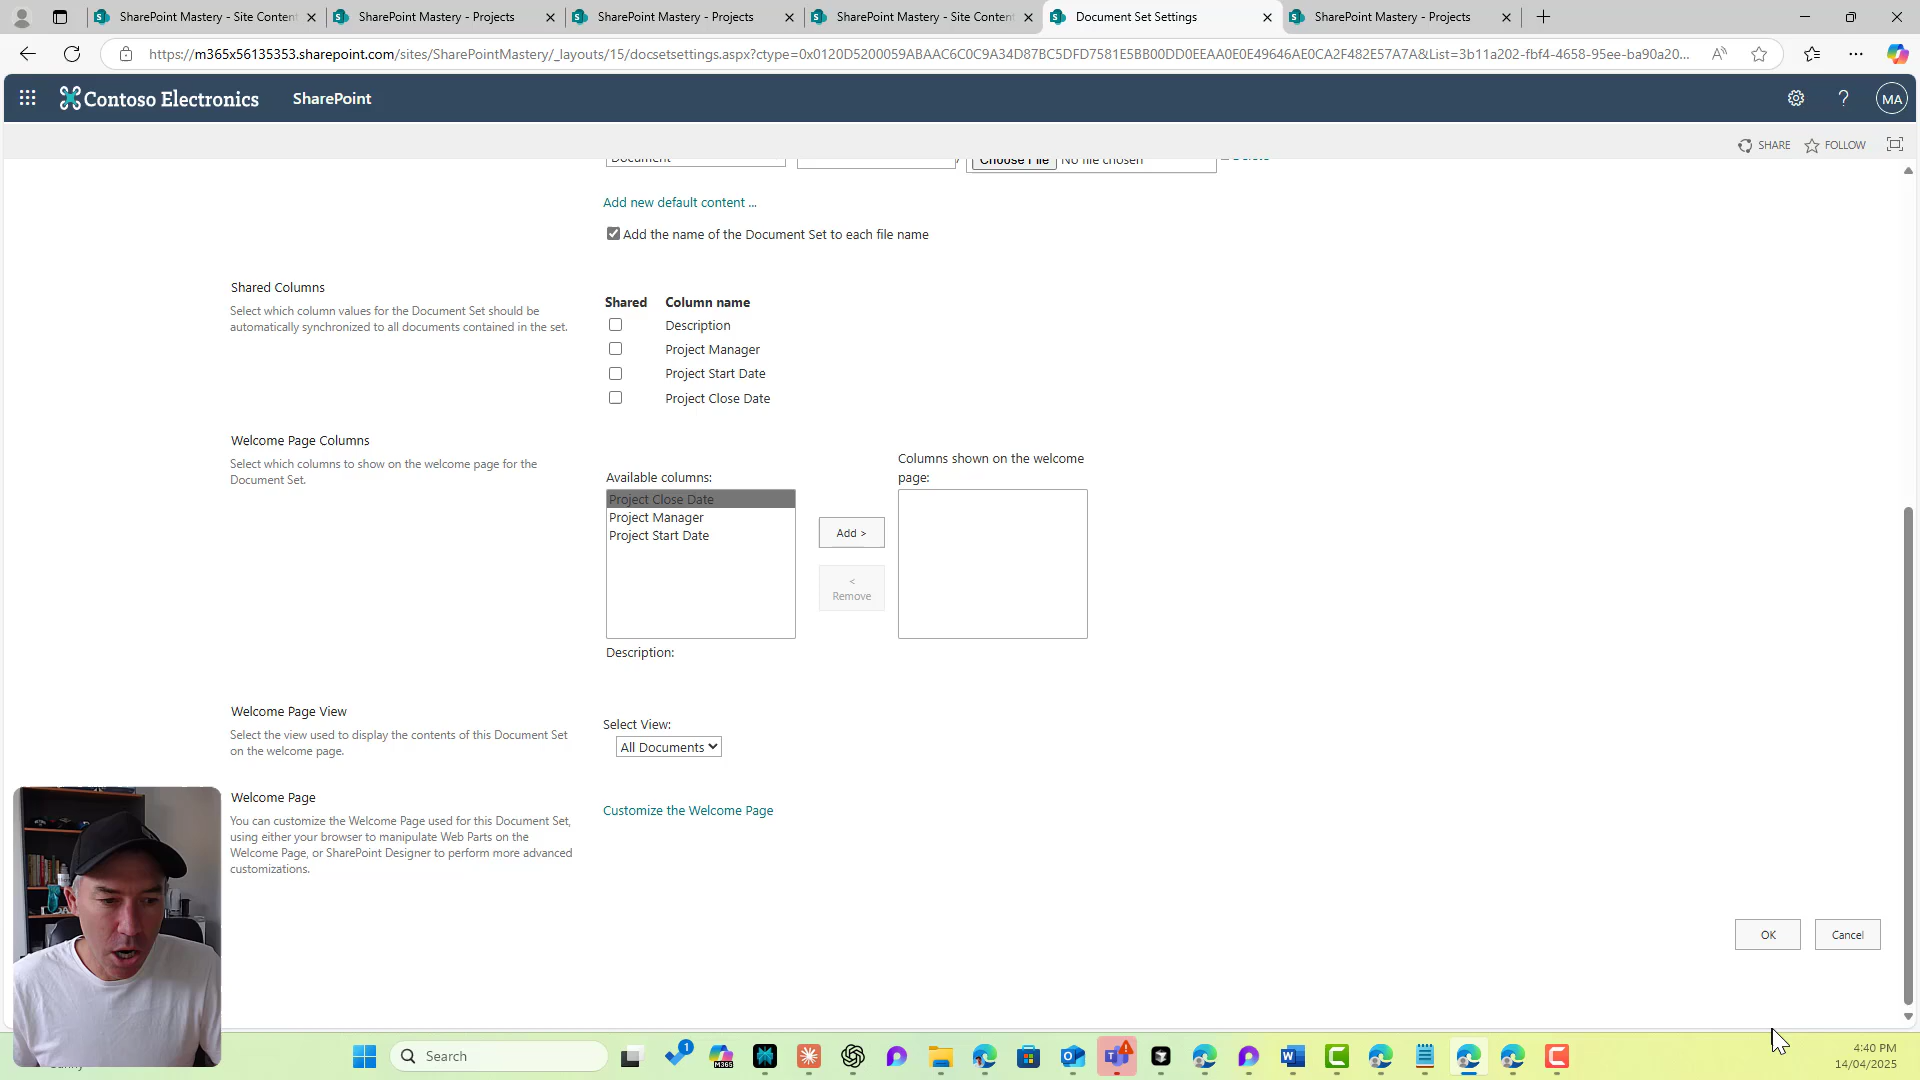 SharePoint Mastery - Site Conten
SharePoint Mastery - Projects
SharePoint Mastery - Projects
SharePoint Mastery - Site Conten
Document Set Settings
SharePoint Mastery - Projects
https://m365x56135353.sharepoint.com/sites/SharePointMastery/_layouts/15/docsetsettings.aspx?ctype=0x0120D5200059ABAAC6C0C9A34D87BC5DFD7581E5BB00DD0EEAA0E0E49646AE0CA2F482E57A7A&List=3b11a202-fbf4-4658-95ee-ba90a20...
Contoso Electronics
SharePoint
MA
SHARE
FOLLOW
Document
Choose File No file chosen
Delete
Add new default content ...
Add the name of the Document Set to each file name
Shared Columns
Select which column values for the Document Set should be
automatically synchronized to all documents contained in the set.
Shared Column name
Description
Project Manager
Project Start Date
Project Close Date
Welcome Page Columns
Select which columns to show on the welcome page for the
Document Set.
Available columns:
Project Close Date
Project Manager
Project Start Date
Add >
<
Remove
Columns shown on the welcome
page:
Description:
Welcome Page View
Select the view used to display the contents of this Document Set
on the welcome page.
Select View:
All Documents
Welcome Page
You can customize the Welcome Page used for this Document Set,
using either your browser to manipulate Web Parts on the
Welcome Page, or SharePoint Designer to perform more advanced
customizations.
Customize the Welcome Page
OK
Cancel
Search
1
M365
4:40 PM
14/04/2025